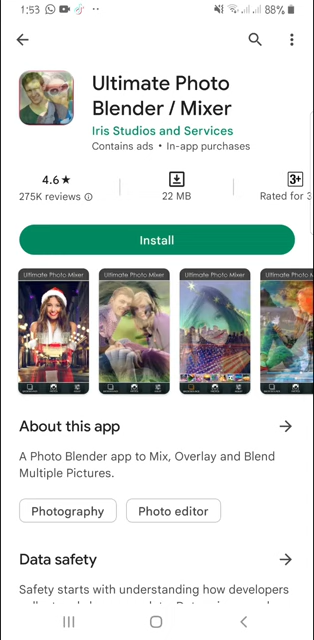 1:53
88%
Ultimate Photo
Blender / Mixer
Iris Studios and Services
Contains ads • In-app purchases
4.6★
275K reviews
22 MB
3+
Rated for 3
Install
Ultimate Photo Mixer
Ultimate Photo Mixer
Ultimate Photo Mixer
Ultimate Pho
About this app
A Photo Blender app to Mix, Overlay and Blend
Multiple Pictures.
Photography
Photo editor
Data safety
Safety starts with understanding how developers